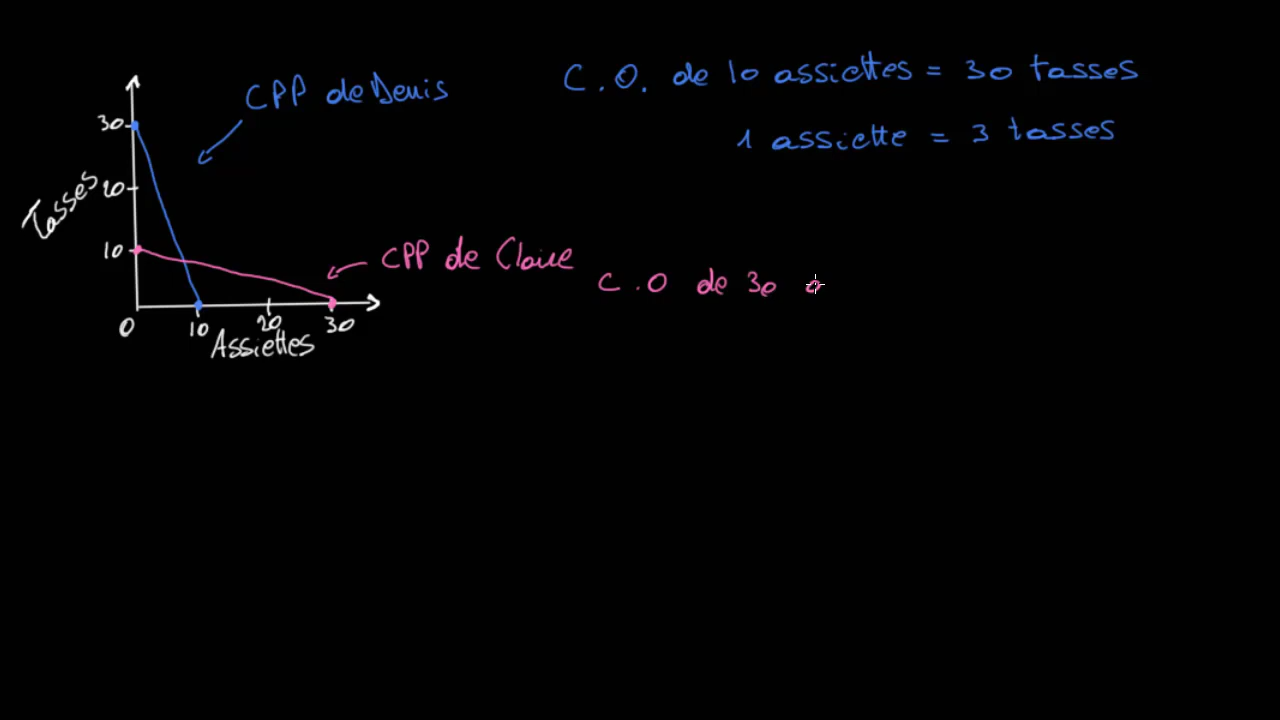 CPP de Denis
C.O. de 10 assiettes = 30 tasses
1 assiette = 3 tasses
30
20
10
Tasses
CPP de Claire
C.O de 30
0
10
20
30
Assiettes